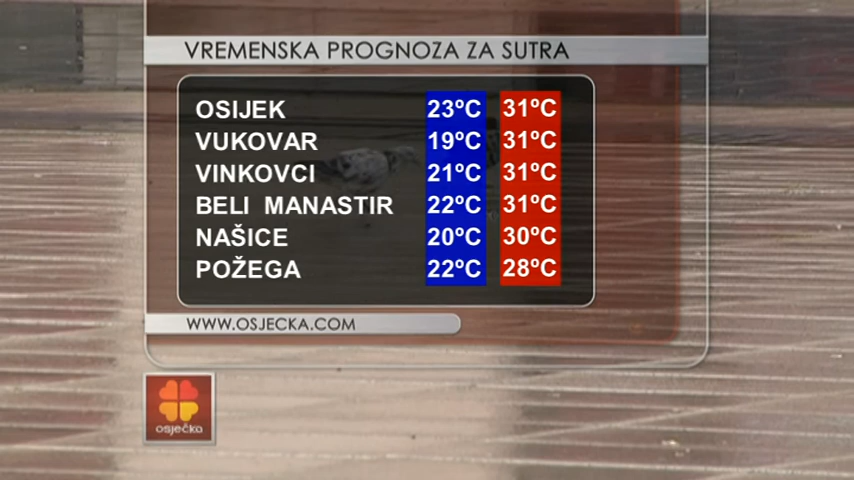 VREMENSKA PROGNOZA ZA SUTRA
OSIJEK 23ºC 31ºC
VUKOVAR 19ºC 31ºC
VINKOVCI 21ºC 31ºC
BELI MANASTIR 22ºC 31ºC
NAŠICE 20ºC 30ºC
POŽEGA 22ºC 28ºC
WWW.OSJECKA.COM
osječka